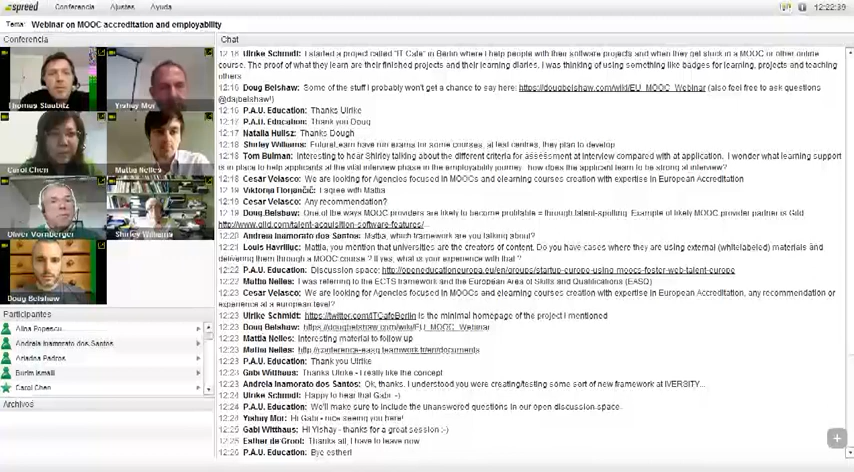 spreed Conferencia Ajustes Ayuda 12:22:39
Tema: Webinar on MOOC accreditation and employability
Conferencia
Thomas Staubitz
Yishay Mor
Carol Chen
Mattia Nelles
Oliver Vornberger
Shirley Williams
Doug Belshaw
Participantes
Alina Popescu
Andreia Inamorato dos Santos
Ariadna Padros
Burim Ismaili
Carol Chen
Archivos
Chat
12:16 Ulrike Schmidt: I started a project called "IT Cafe" in Berlin where I help people with their software projects and when they get stuck in a MOOC or other online
course. The proof of what they learn are their finished projects and their learning diaries. I was thinking of using something like badges for learning, projects and teaching
others
12:16 Doug Belshaw: Some of the stuff I probably won't get a chance to say here: https://dougbelshaw.com/wiki/EU_MOOC_Webinar (also feel free to ask questions
@dajbelshaw!)
12:16 P.A.U. Education: Thanks Ulrike
12:17 P.A.U. Education: Thank you Doug
12:17 Natalia Hulisz: Thanks Dough
12:18 Shirley Williams: FutureLearn have run exams for some courses, at test centres, they plan to develop
12:18 Tom Bulman: Interesting to hear Shirley talking about the different criteria for assessment at interview compared with at application. I wonder what learning support
is in place to help applicants at the vital interview phase in the employability journey. how does the applicant learn to be strong at interview?
12:18 Cesar Velasco: We are looking for Agencies focused in MOOCs and elearning courses creation with expertise in European Accreditation
12:19 Viktorija Florjančič: I agree with Mattia
12:19 Cesar Velasco: Any recommendation?
12:19 Doug Belshaw: One of the ways MOOC providers are likely to become profitable = through talent-spotting. Example of likely MOOC provider partner is Gild
http://www.gild.com/talent-acquisition-software-features/
12:20 Andreia Inamorato dos Santos: Mattia, which framework are you talking about?
12:21 Louis Havriluc: Mattia, you mention that universities are the creators of content. Do you have cases where they are using external (whitelabeled) materials and
delivering them through a MOOC course? If yes, what is your experience with that?
12:22 P.A.U. Education: Discussion space: http://openeducationeuropa.eu/en/groups/startup-europe-using-moocs-foster-web-talent-europe
12:22 Mattia Nelles: I was referring to the ECTS framework and the European Area of Skills and Qualifications (EASQ)
12:23 Cesar Velasco: We are looking for Agencies focused in MOOCs and elearning courses creation with expertise in European Accreditation, any recommendation or
experience at a european level?
12:23 Ulrike Schmidt: https://twitter.com/ITCafeBerlin is the minimal homepage of the project I mentioned
12:23 Doug Belshaw: https://dougbelshaw.com/wiki/EU_MOOC_Webinar
12:23 Mattia Nelles: Interesting material to follow up
12:23 Mattia Nelles: http://conference-easq.teamwork.fr/en/documents
12:23 P.A.U. Education: Thank you Ulrike
12:23 Gabi Witthaus: Thanks Ulrike - I really like the concept
12:23 Andreia Inamorato dos Santos: Ok, thanks. I understood you were creating/testing some sort of new framework at IVERSITY...
12:24 Ulrike Schmidt: Happy to hear that Gabi :-)
12:24 P.A.U. Education: We'll make sure to include the unanswered questions in our open discussion space
12:24 Yishay Mor: Hi Gabi - nice seeing you here!
12:25 Gabi Witthaus: Hi Yishay - thanks for a great session :-)
12:25 Esther de Groot: Thanks all, I have to leave now
12:26 P.A.U. Education: Bye esther!